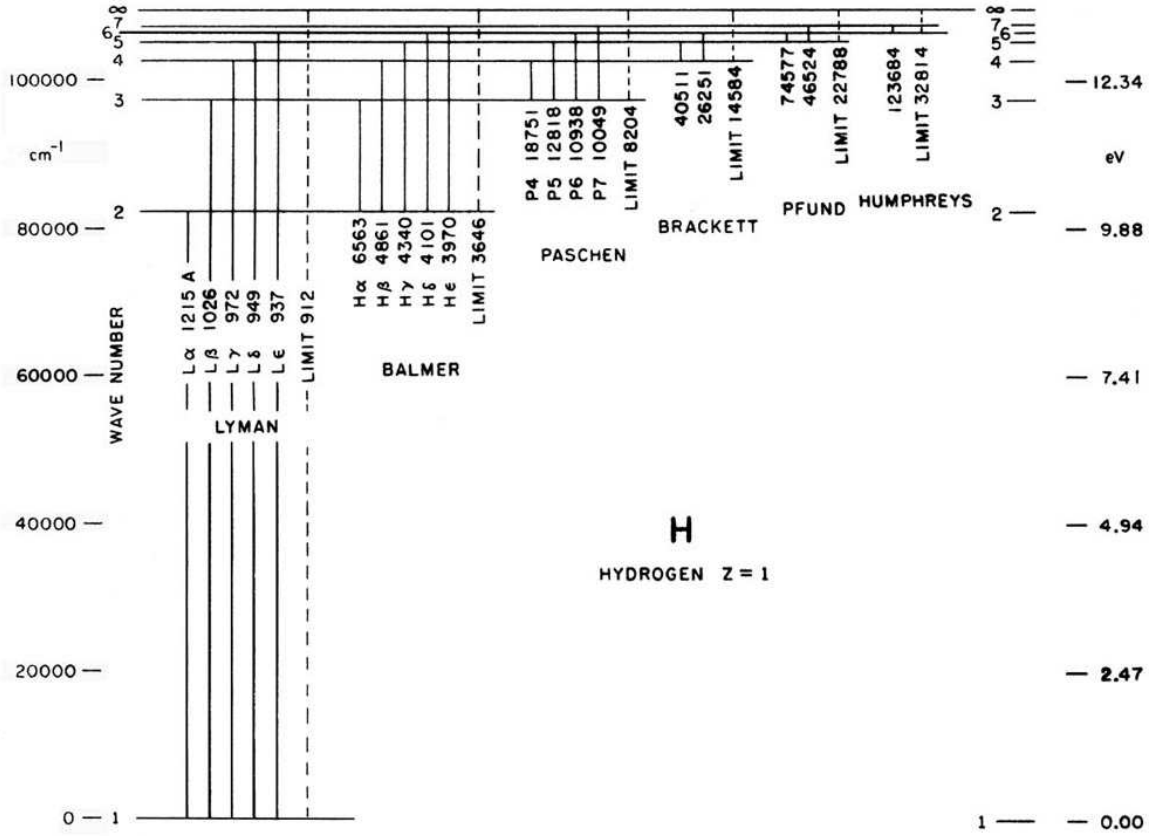 ∞
7
6
5
4
3
2
1
100000
cm⁻¹
80000
60000
40000
20000
0
WAVE NUMBER
Lα 1215 A
Lβ 1026
Lγ 972
Lδ 949
Lε 937
LIMIT 912
LYMAN
Hα 6563
Hβ 4861
Hγ 4340
Hδ 4101
Hε 3970
LIMIT 3646
BALMER
P4 18751
P5 12818
P6 10938
P7 10049
LIMIT 8204
PASCHEN
40511
26251
LIMIT 14584
BRACKETT
74577
46524
LIMIT 22788
PFUND
123684
LIMIT 32814
HUMPHREYS
H
HYDROGEN Z = 1
∞
7
6
5
4
3
2
1
12.34
eV
9.88
7.41
4.94
2.47
0.00